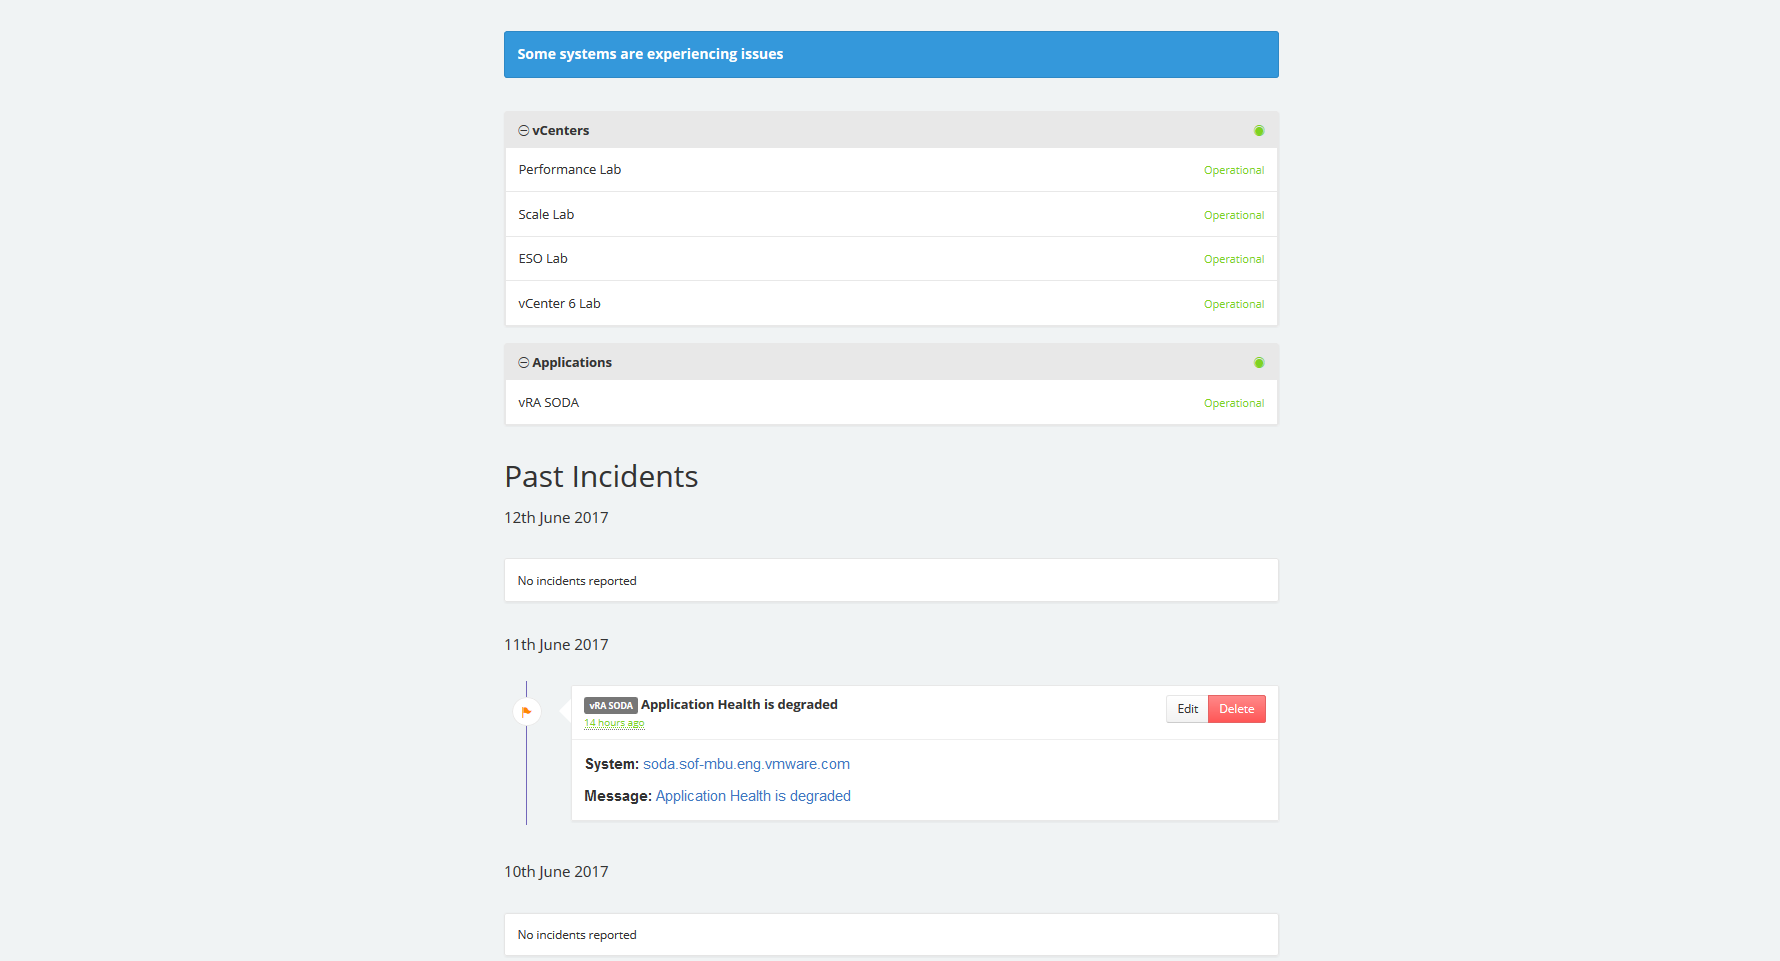 Some systems are experiencing issues
vCenters
Performance Lab Operational
Scale Lab Operational
ESO Lab Operational
vCenter 6 Lab Operational
Applications
vRA SODA Operational
Past Incidents
12th June 2017
No incidents reported
11th June 2017
vRA SODA Application Health is degraded Edit Delete
14 hours ago
System: soda.sof-mbu.eng.vmware.com
Message: Application Health is degraded
10th June 2017
No incidents reported